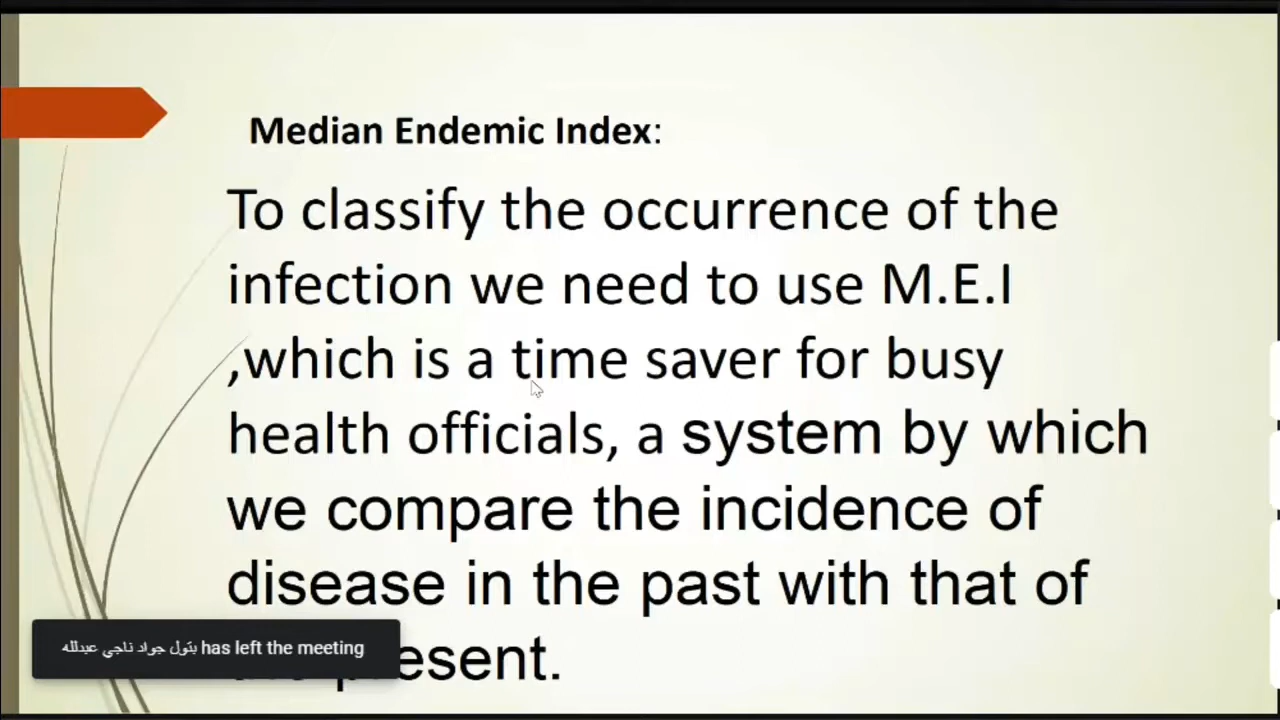 Median Endemic Index:
To classify the occurrence of the
infection we need to use M.E.I
,which is a time saver for busy
health officials, a system by which
we compare the incidence of
disease in the past with that of
esent.
بتول جواد ناجي عبدلله has left the meeting